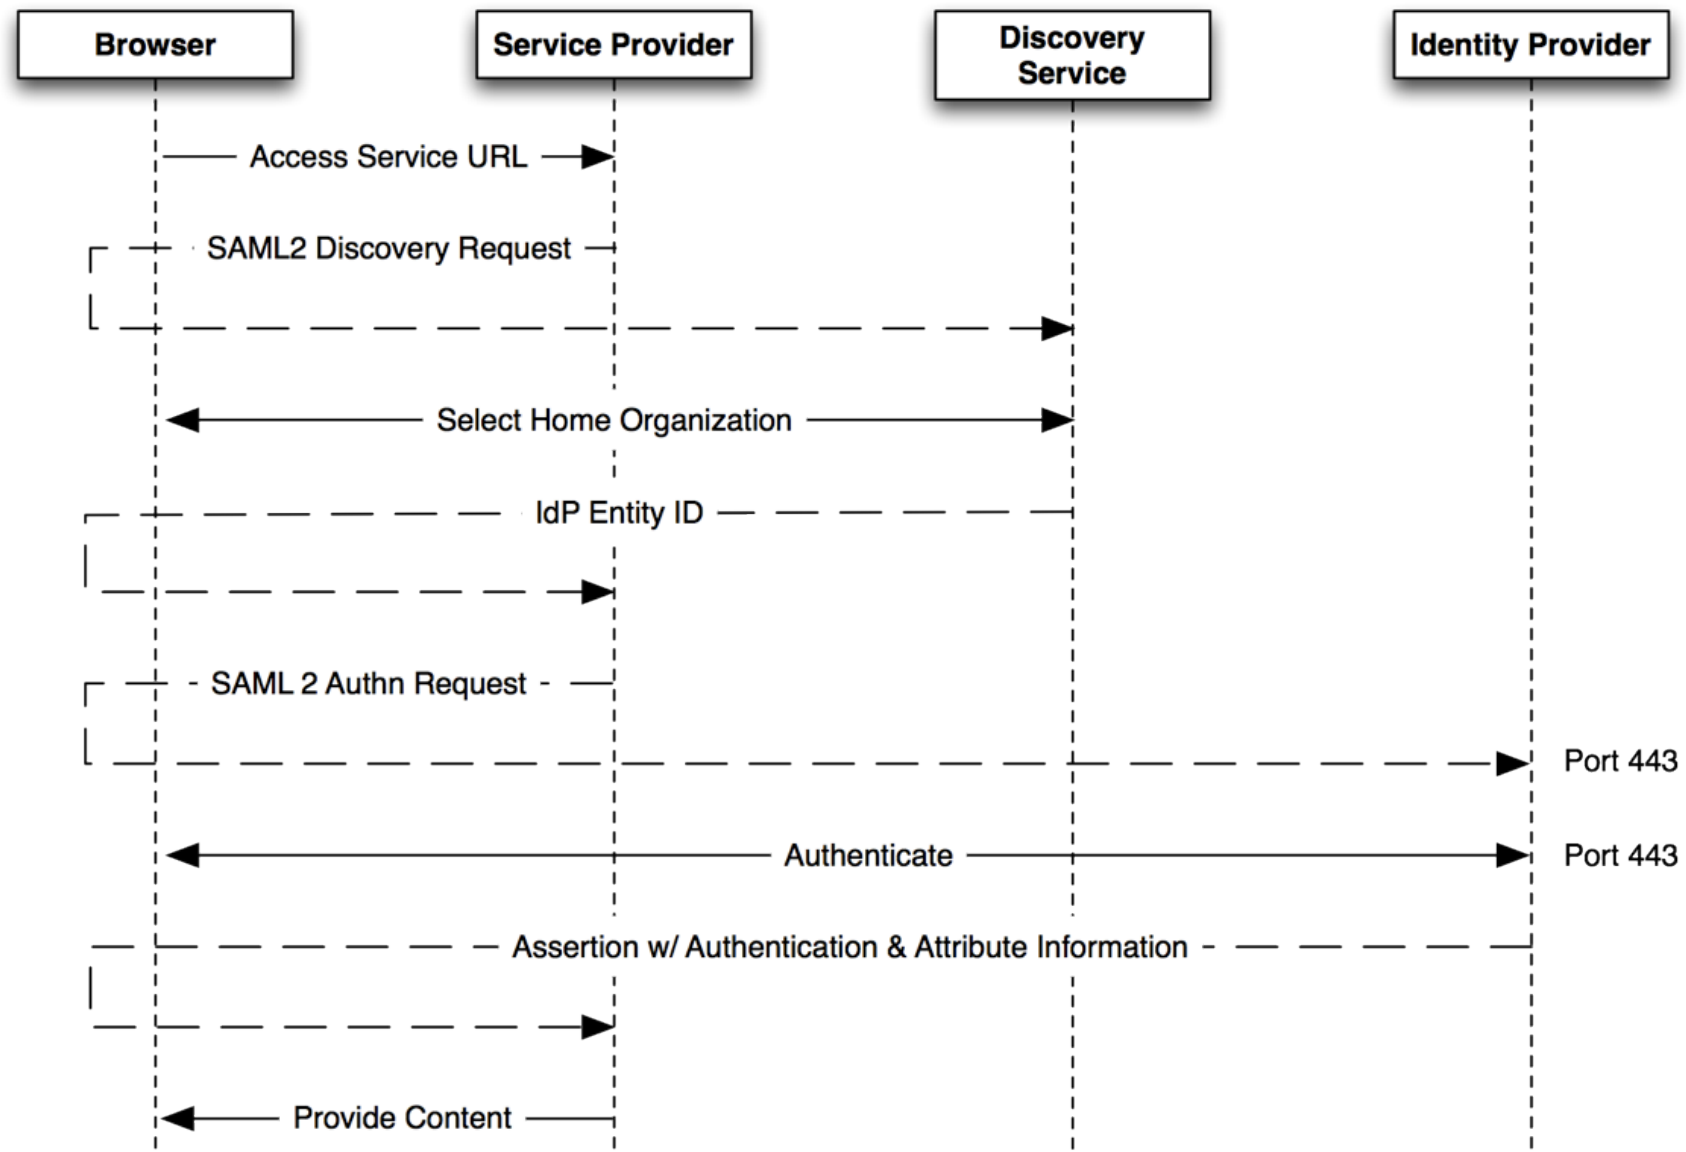 Browser
Service Provider
Discovery
Service
Identity Provider
Access Service URL
SAML2 Discovery Request
Select Home Organization
IdP Entity ID
SAML 2 Authn Request
Port 443
Authenticate
Port 443
Assertion w/ Authentication & Attribute Information
Provide Content